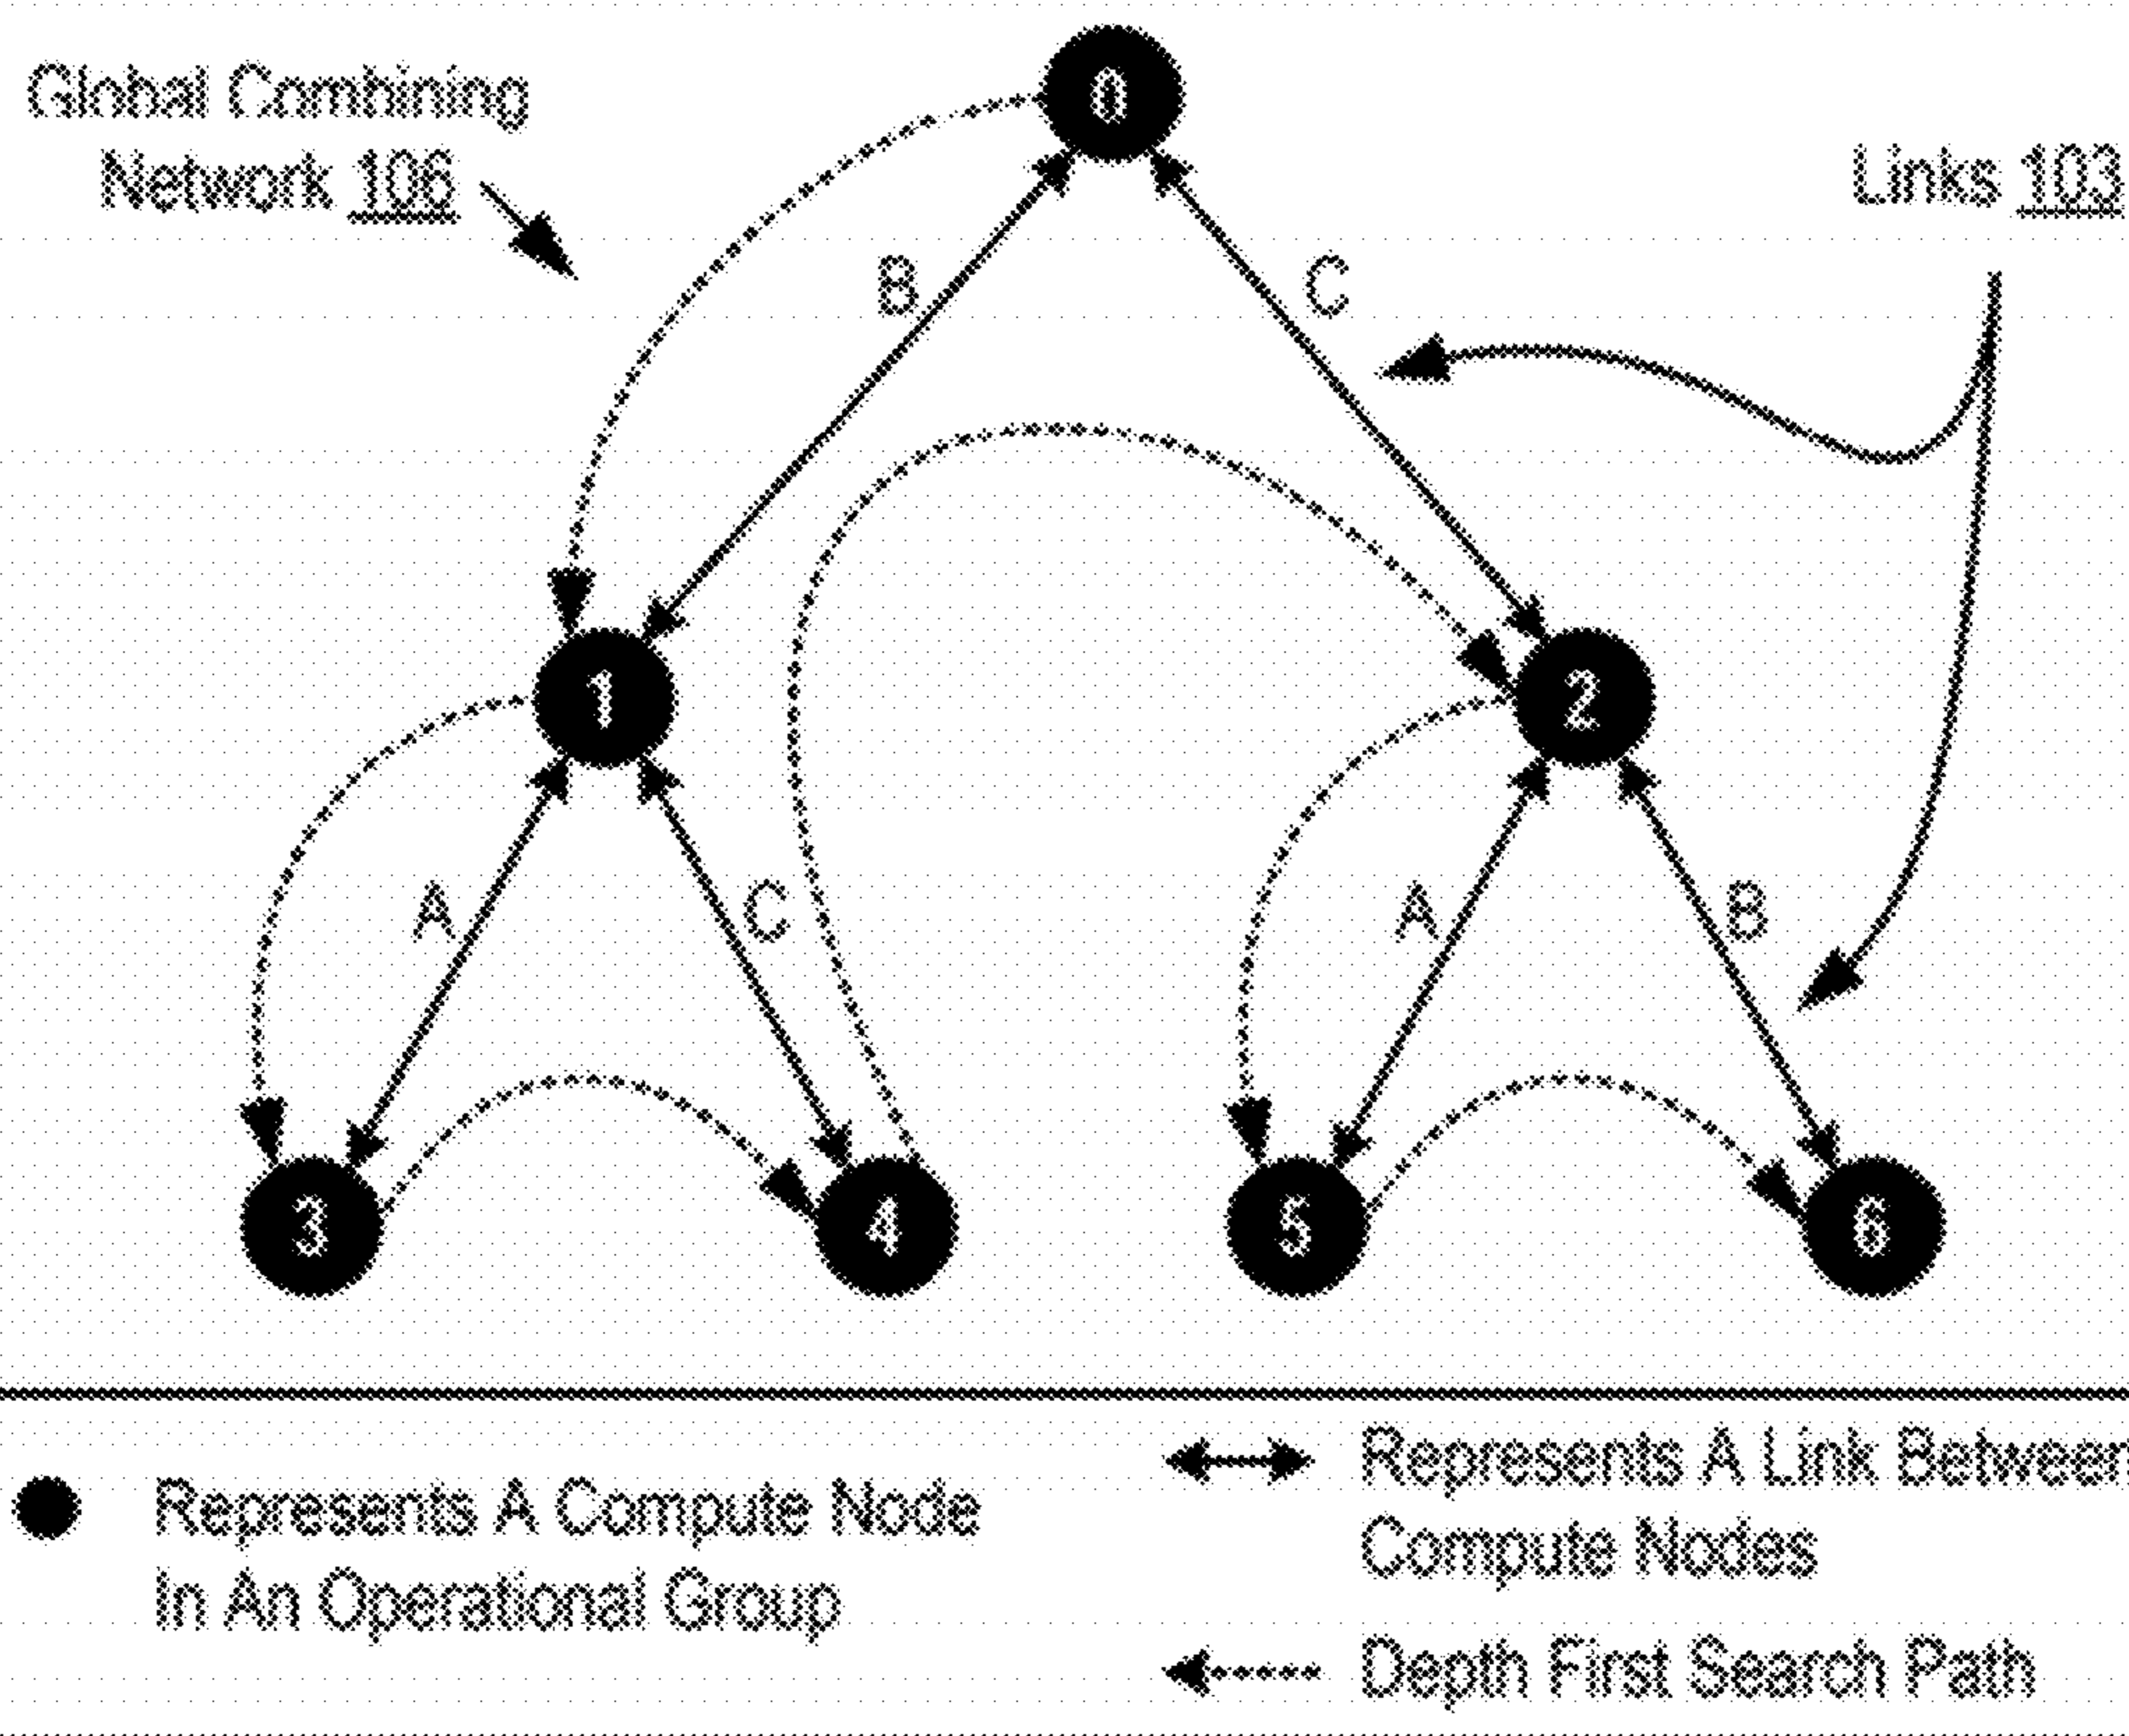 0
Global Combining
Network 106
Links 103
B
C
1
2
A
C
A
B
3
4
5
6
Represents A Compute Node
In An Operational Group
Represents A Link Between
Compute Nodes
Depth First Search Path